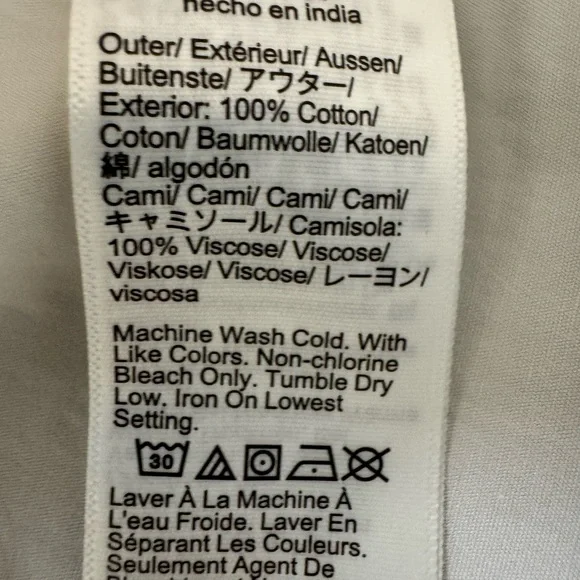 hecho en india
Outer/ Extérieur/ Aussen/
Buitenste/ アウター/
Exterior: 100% Cotton/
Coton/ Baumwolle/ Katoen/
綿/ algodón
Cami/ Cami/ Cami/ Cami/
キャミソール/ Camisola:
100% Viscose/ Viscose/
Viskose/ Viscose/ レーヨン/
viscosa
Machine Wash Cold. With
Like Colors. Non-chlorine
Bleach Only. Tumble Dry
Low. Iron On Lowest
Setting.
30
Laver À La Machine À
L'eau Froide. Laver En
Séparant Les Couleurs.
Seulement Agent De